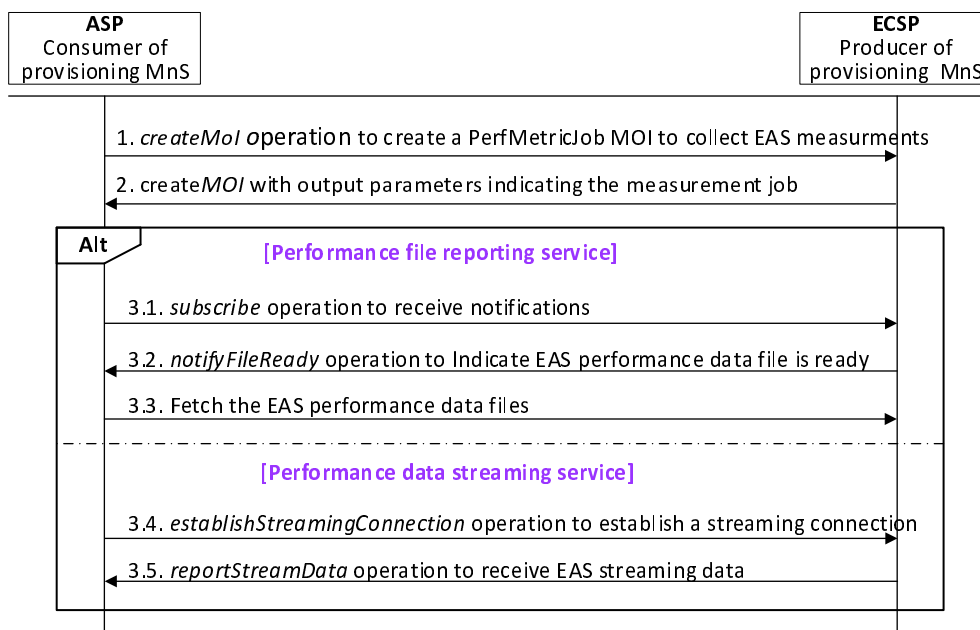 ASP
Consumer of
provisioning MnS
ECSP
Producer of
provisioning MnS
1. createMoI operation to create a PerfMetricJob MOI to collect EAS measurments
2. createMOI with output parameters indicating the measurement job
Alt
[Performance file reporting service]
3.1. subscribe operation to receive notifications
3.2. notifyFileReady operation to Indicate EAS performance data file is ready
3.3. Fetch the EAS performance data files
[Performance data streaming service]
3.4. establishStreamingConnection operation to establish a streaming connection
3.5. reportStreamData operation to receive EAS streaming data